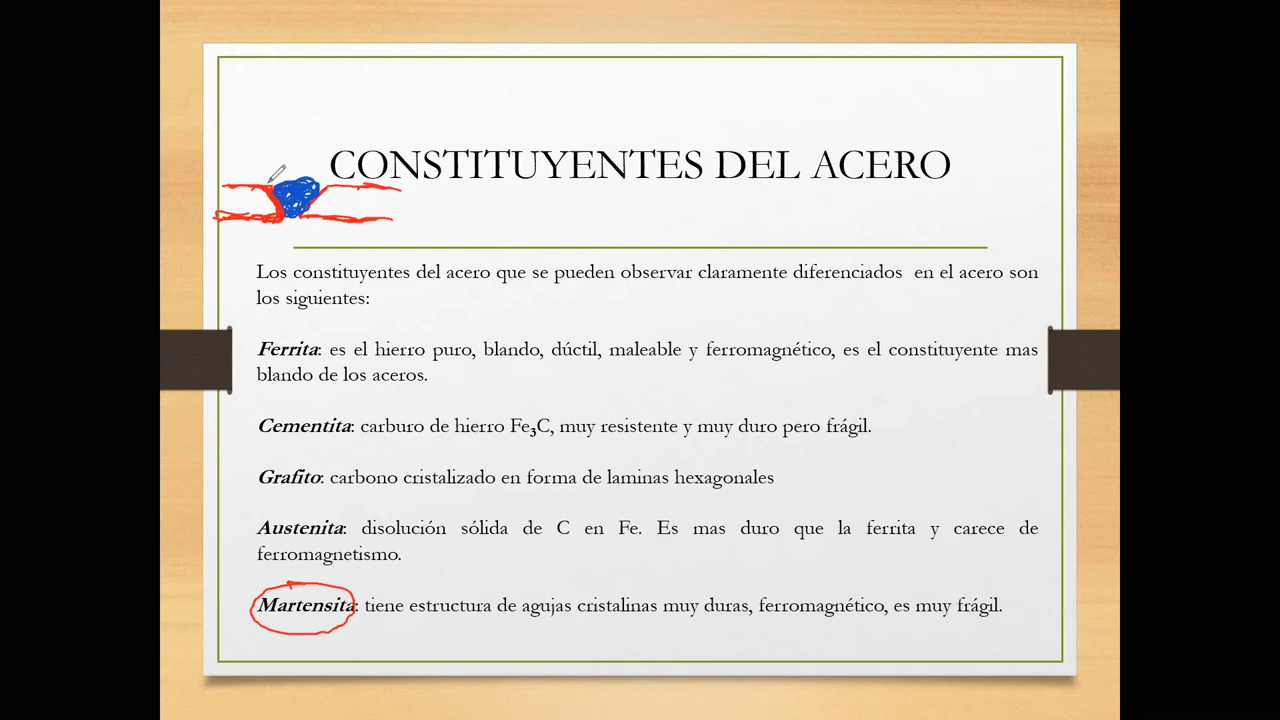 CONSTITUYENTES DEL ACERO
Los constituyentes del acero que se pueden observar claramente diferenciados en el acero son
los siguientes:
Ferrita: es el hierro puro, blando, dúctil, maleable y ferromagnético, es el constituyente mas
blando de los aceros.
Cementita: carburo de hierro Fe₃C, muy resistente y muy duro pero frágil.
Grafito: carbono cristalizado en forma de laminas hexagonales
Austenita: disolución sólida de C en Fe. Es mas duro que la ferrita y carece de
ferromagnetismo.
Martensita: tiene estructura de agujas cristalinas muy duras, ferromagnético, es muy frágil.